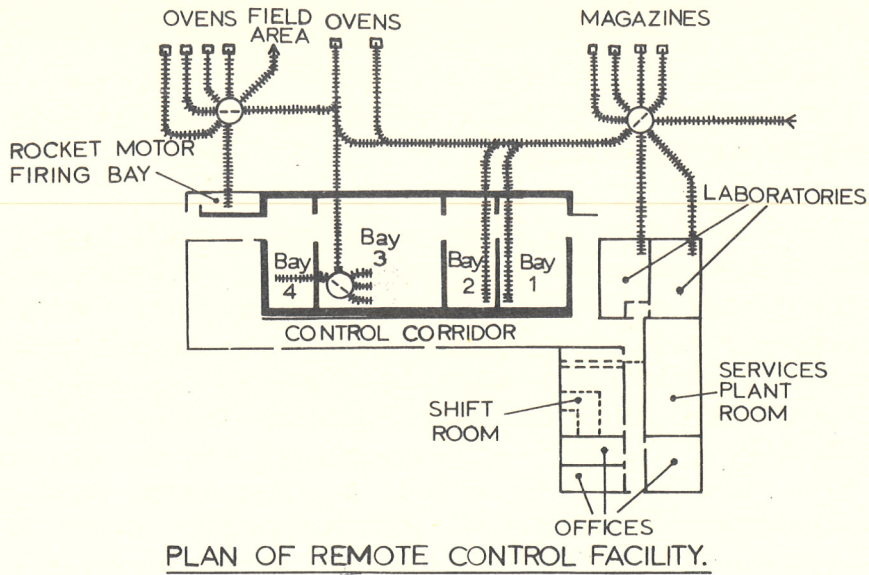 OVENS
FIELD
AREA
OVENS
MAGAZINES
ROCKET MOTOR
FIRING BAY
LABORATORIES
Bay
4
Bay
3
Bay
2
Bay
1
CONTROL CORRIDOR
SHIFT
ROOM
SERVICES
PLANT
ROOM
OFFICES
PLAN OF REMOTE CONTROL FACILITY.